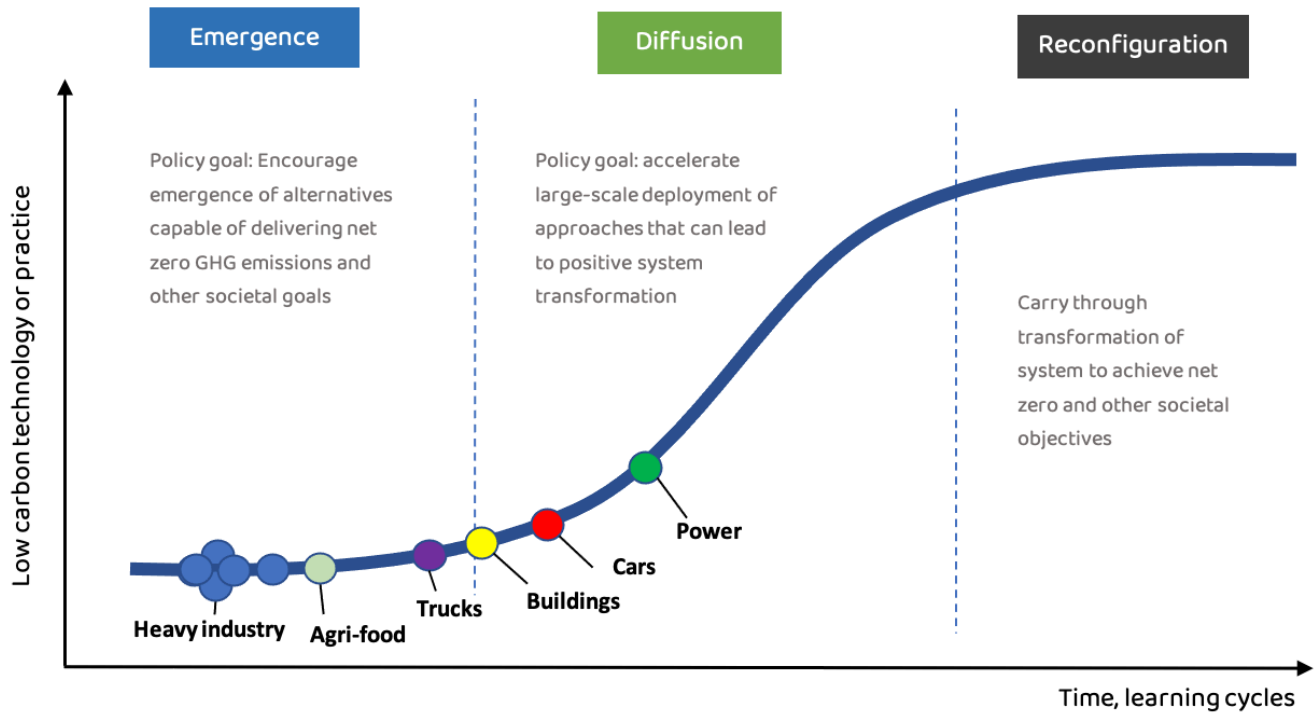 Emergence
Diffusion
Reconfiguration
Policy goal: Encourage
emergence of alternatives
capable of delivering net
zero GHG emissions and
other societal goals
Policy goal: accelerate
large-scale deployment of
approaches that can lead
to positive system
transformation
Carry through
transformation of
system to achieve net
zero and other societal
objectives
Low carbon technology or practice
Heavy industry
Agri-food
Trucks
Buildings
Cars
Power
Time, learning cycles